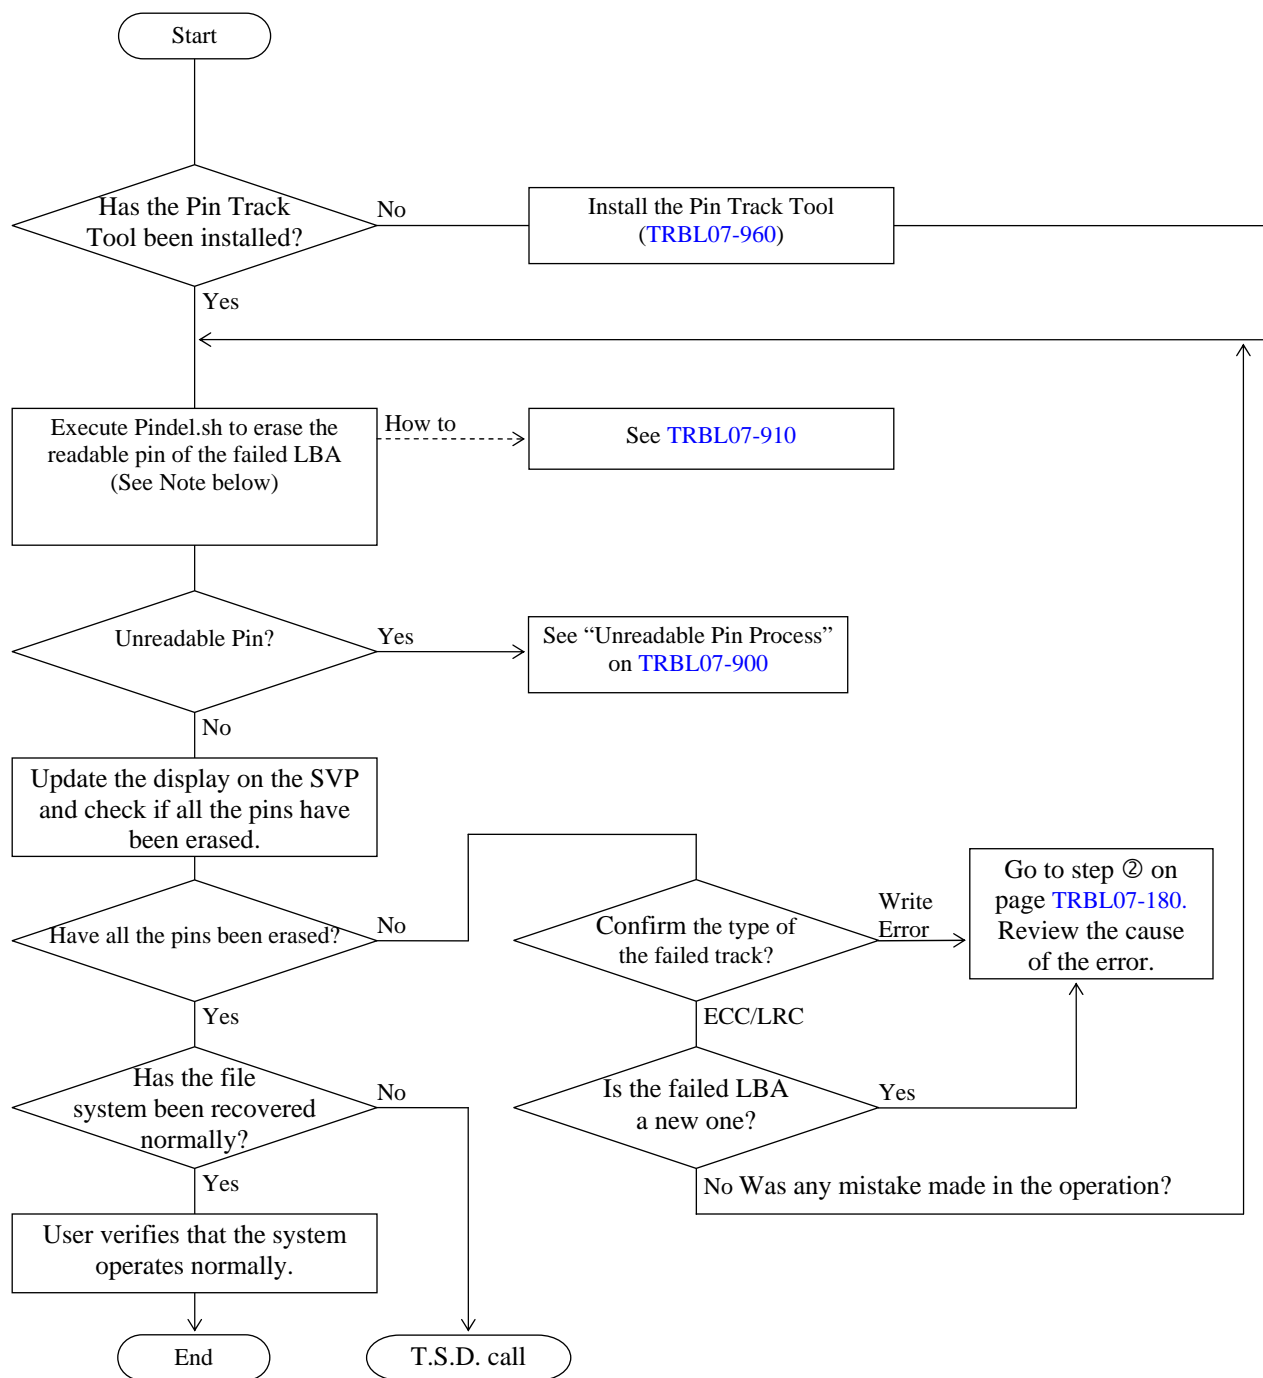 Start
Has the Pin Track
Tool been installed?
No
Install the Pin Track Tool
(TRBL07-960)
Yes
Execute Pindel.sh to erase the
readable pin of the failed LBA
(See Note below)
How to
See TRBL07-910
Unreadable Pin?
Yes
See “Unreadable Pin Process”
on TRBL07-900
No
Update the display on the SVP
and check if all the pins have
been erased.
Have all the pins been erased?
No
Confirm the type of
the failed track?
Write
Error
Go to step ② on
page TRBL07-180.
Review the cause
of the error.
Yes
ECC/LRC
Has the file
system been recovered
normally?
No
Is the failed LBA
a new one?
Yes
Yes
No Was any mistake made in the operation?
User verifies that the system
operates normally.
End
T.S.D. call